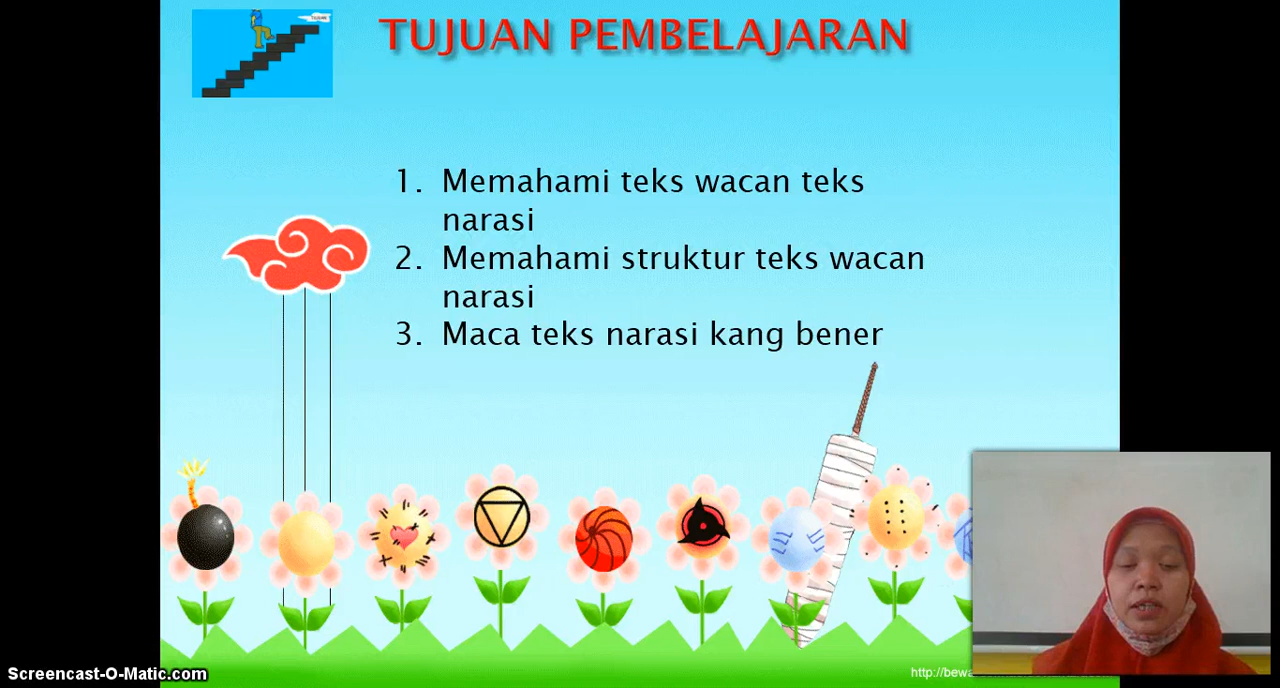 TUJUAN
TUJUAN PEMBELAJARAN
1. Memahami teks wacan teks
narasi
2. Memahami struktur teks wacan
narasi
3. Maca teks narasi kang bener
Screencast-O-Matic.com